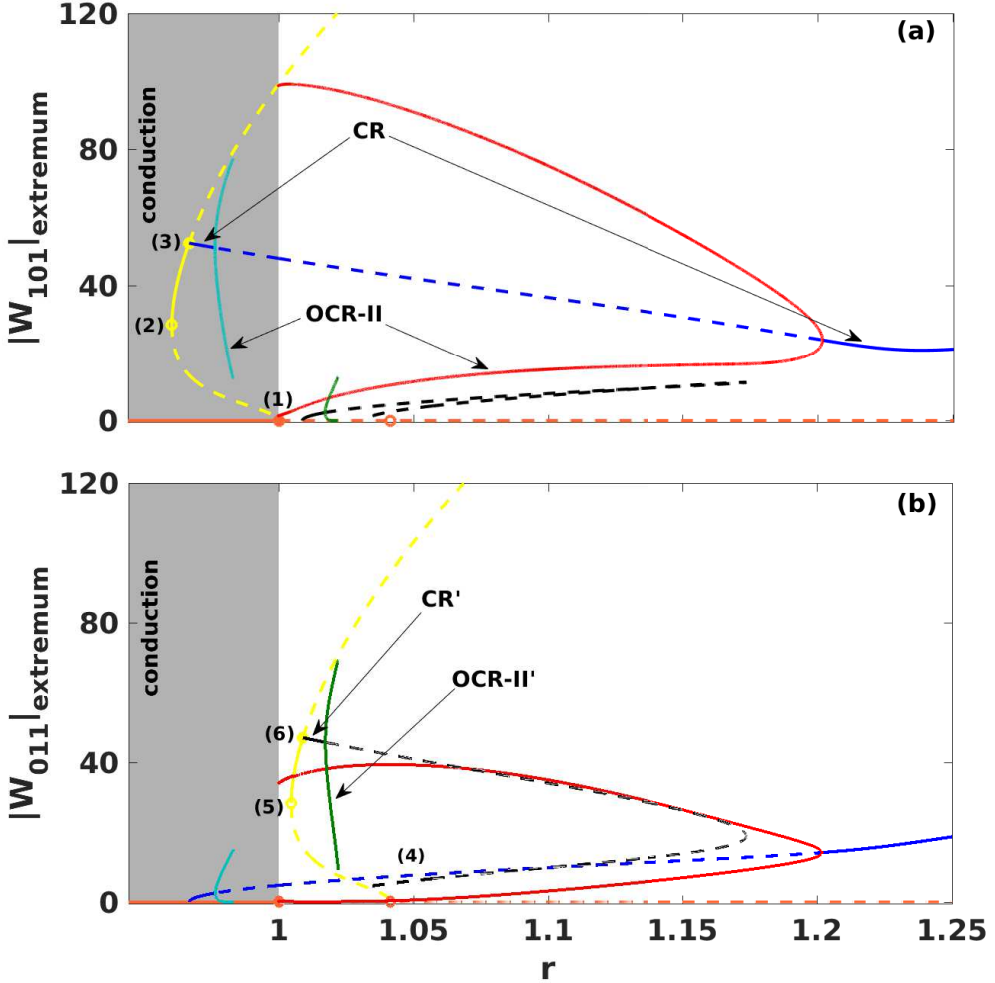 120
(a)
CR
conduction
80
|W101|extremum
(3)
40
OCR-II
(2)
(1)
0
120
(b)
conduction
CR'
80
|W011|extremum
OCR-II'
(6)
40
(5)
(4)
0
1
1.05
1.1
1.15
1.2
1.25
r